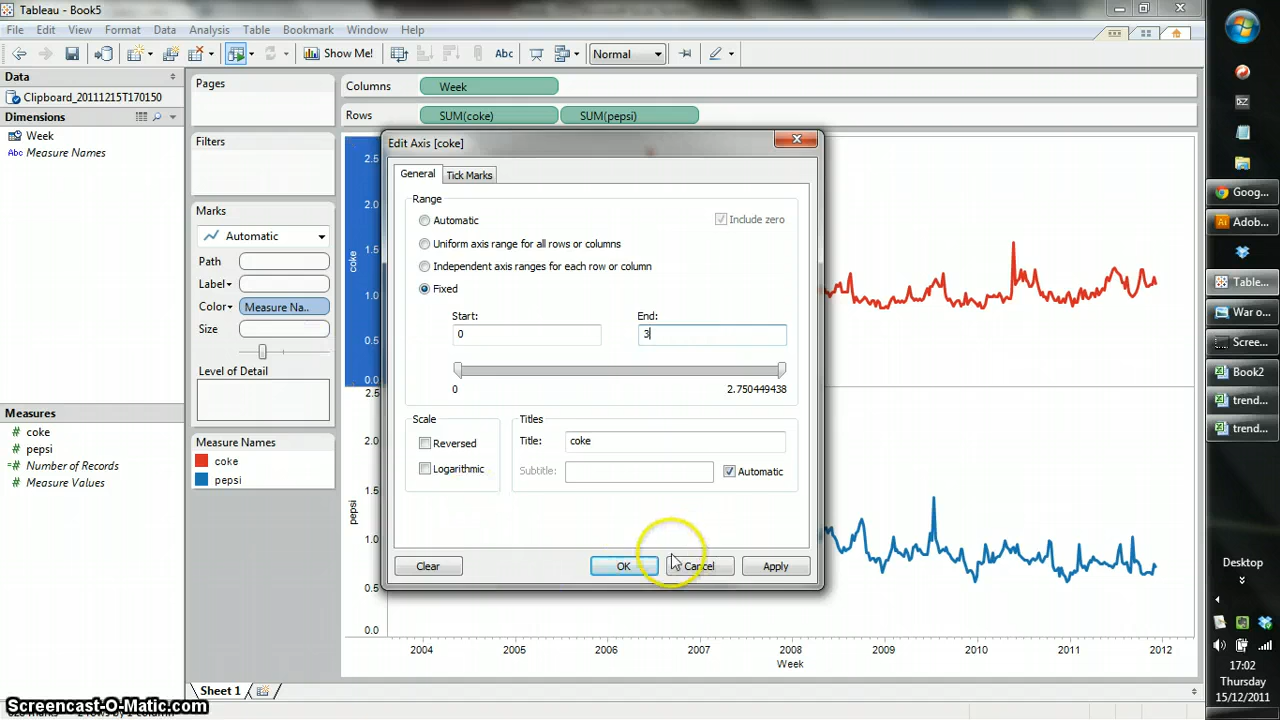 Tableau - Book5
File Edit View Format Data Analysis Table Bookmark Window Help
Show Me! Abc Normal
Data
Clipboard_20111215T170150
Dimensions
Week
Abc Measure Names
Measures
# coke
# pepsi
=# Number of Records
# Measure Values
Pages
Filters
Marks
Automatic
Path
Label
Color Measure Na..
Size
Level of Detail
Measure Names
coke
pepsi
Columns Week
Rows SUM(coke) SUM(pepsi)
Edit Axis [coke]
General Tick Marks
Range
Automatic Include zero
Uniform axis range for all rows or columns
Independent axis ranges for each row or column
Fixed
Start: End:
0 3
0 2.750449438
Scale Titles
Reversed Title: coke
Logarithmic Subtitle: Automatic
Clear OK Cancel Apply
2.5
2.0
1.5
1.0
0.5
0.0
coke
2.5
2.0
1.5
1.0
0.5
0.0
pepsi
2004 2005 2006 2007 2008 2009 2010 2011 2012
Week
Sheet 1
Screencast-O-Matic.com
Goog...
Adob...
Table...
War o...
Scree...
Book2
trend...
trend...
Desktop
17:02
Thursday
15/12/2011